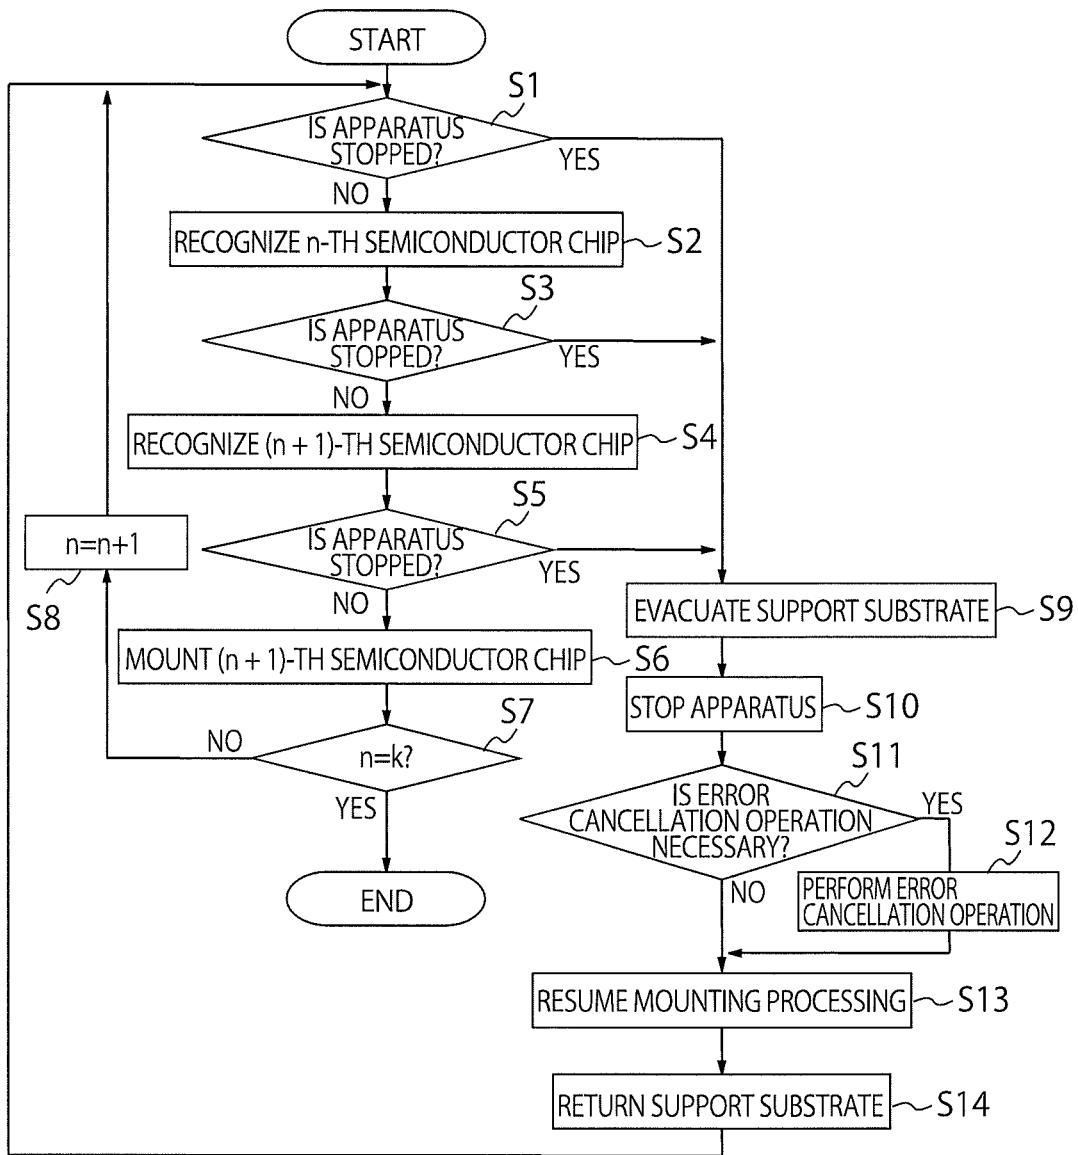 START
S1
IS APPARATUS
STOPPED?
YES
NO
RECOGNIZE n-TH SEMICONDUCTOR CHIP
S2
S3
IS APPARATUS
STOPPED?
YES
NO
RECOGNIZE (n + 1)-TH SEMICONDUCTOR CHIP
S4
S5
IS APPARATUS
STOPPED?
YES
NO
n=n+1
S8
MOUNT (n + 1)-TH SEMICONDUCTOR CHIP
S6
S7
n=k?
NO
YES
END
EVACUATE SUPPORT SUBSTRATE
S9
STOP APPARATUS
S10
S11
IS ERROR
CANCELLATION OPERATION
NECESSARY?
YES
NO
S12
PERFORM ERROR
CANCELLATION OPERATION
RESUME MOUNTING PROCESSING
S13
RETURN SUPPORT SUBSTRATE
S14